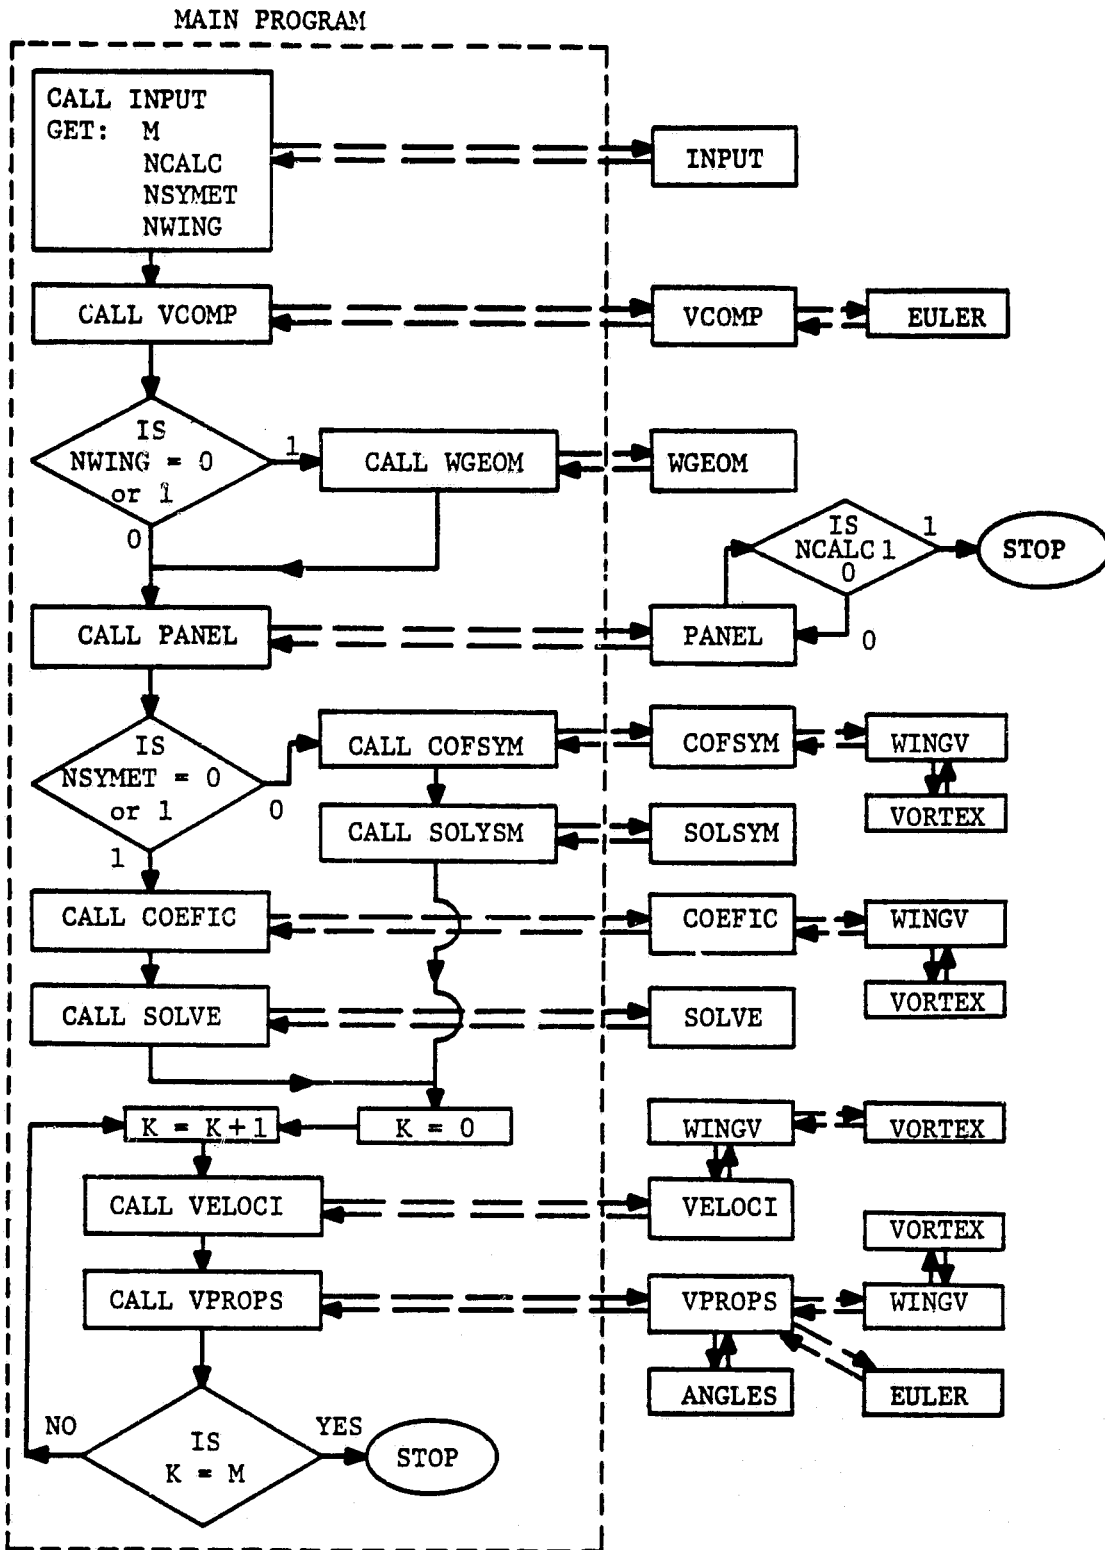 MAIN PROGRAM
CALL INPUT
GET: M
NCALC
NSYMET
NWING
INPUT
CALL VCOMP
VCOMP
EULER
IS
NWING = 0
or 1
1
0
CALL WGEOM
WGEOM
IS
NCALC 1
0
1
0
STOP
CALL PANEL
PANEL
IS
NSYMET = 0
or 1
0
1
CALL COFSYM
COFSYM
WINGV
VORTEX
CALL SOLYSM
SOLSYM
CALL COEFIC
COEFIC
WINGV
VORTEX
CALL SOLVE
SOLVE
K = K+1
K = 0
WINGV
VORTEX
CALL VELOCI
VELOCI
VORTEX
CALL VPROPS
VPROPS
WINGV
ANGLES
EULER
NO
IS
K = M
YES
STOP